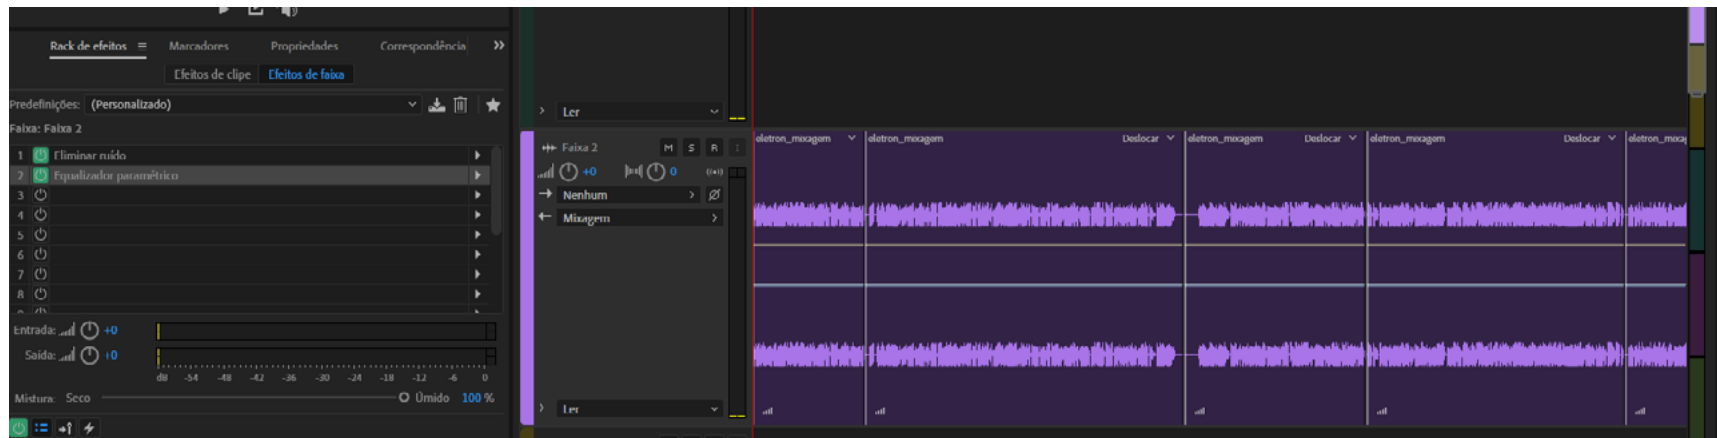 Rack de efeitos Marcadores Propriedades Correspondência »
Efeitos de clipe Efeitos de faixa
Predefinições: (Personalizado)
Faixa: Faixa 2
1 Eliminar ruído
2 Equalizador paramétrico
3
4
5
6
7
8
Entrada: +0
Saída: +0
dB -54 -48 -42 -36 -30 -24 -18 -12 -6 0
Mistura: Seco Úmido 100 %
Ler
Faixa 2 M S R I
+0 0
Nenhum
Mixagem
Ler
eletron_mixagem
eletron_mixagem Deslocar
eletron_mixagem Deslocar
eletron_mixagem Deslocar
eletron_mixag